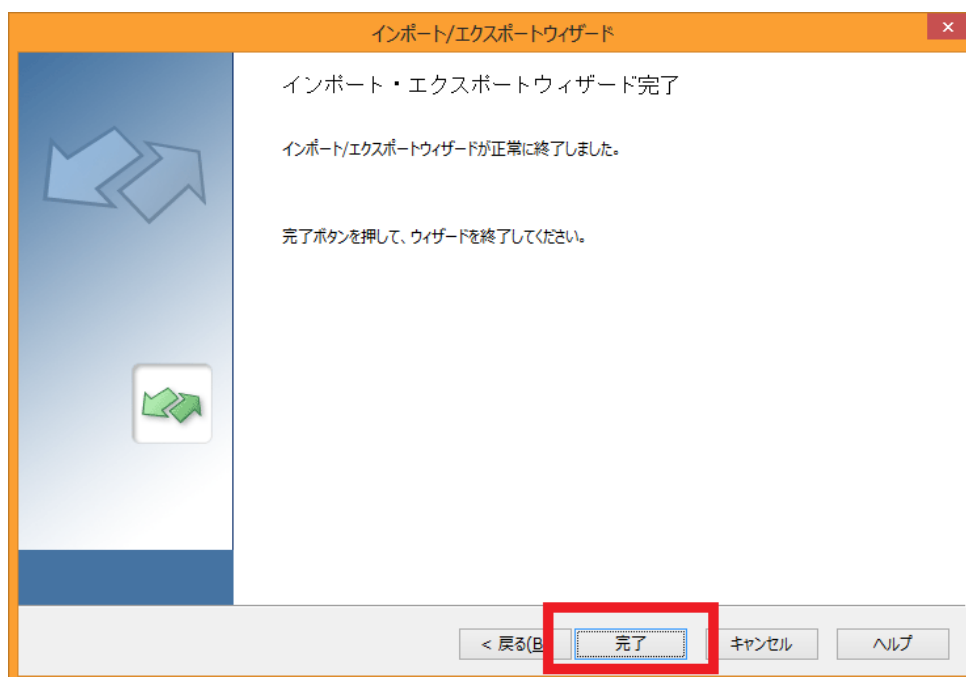 インポート/エクスポートウィザード
インポート・エクスポートウィザード完了
インポート/エクスポートウィザードが正常に終了しました。
完了ボタンを押して、ウィザードを終了してください。
< 戻る(B
完了
キャンセル
ヘルプ